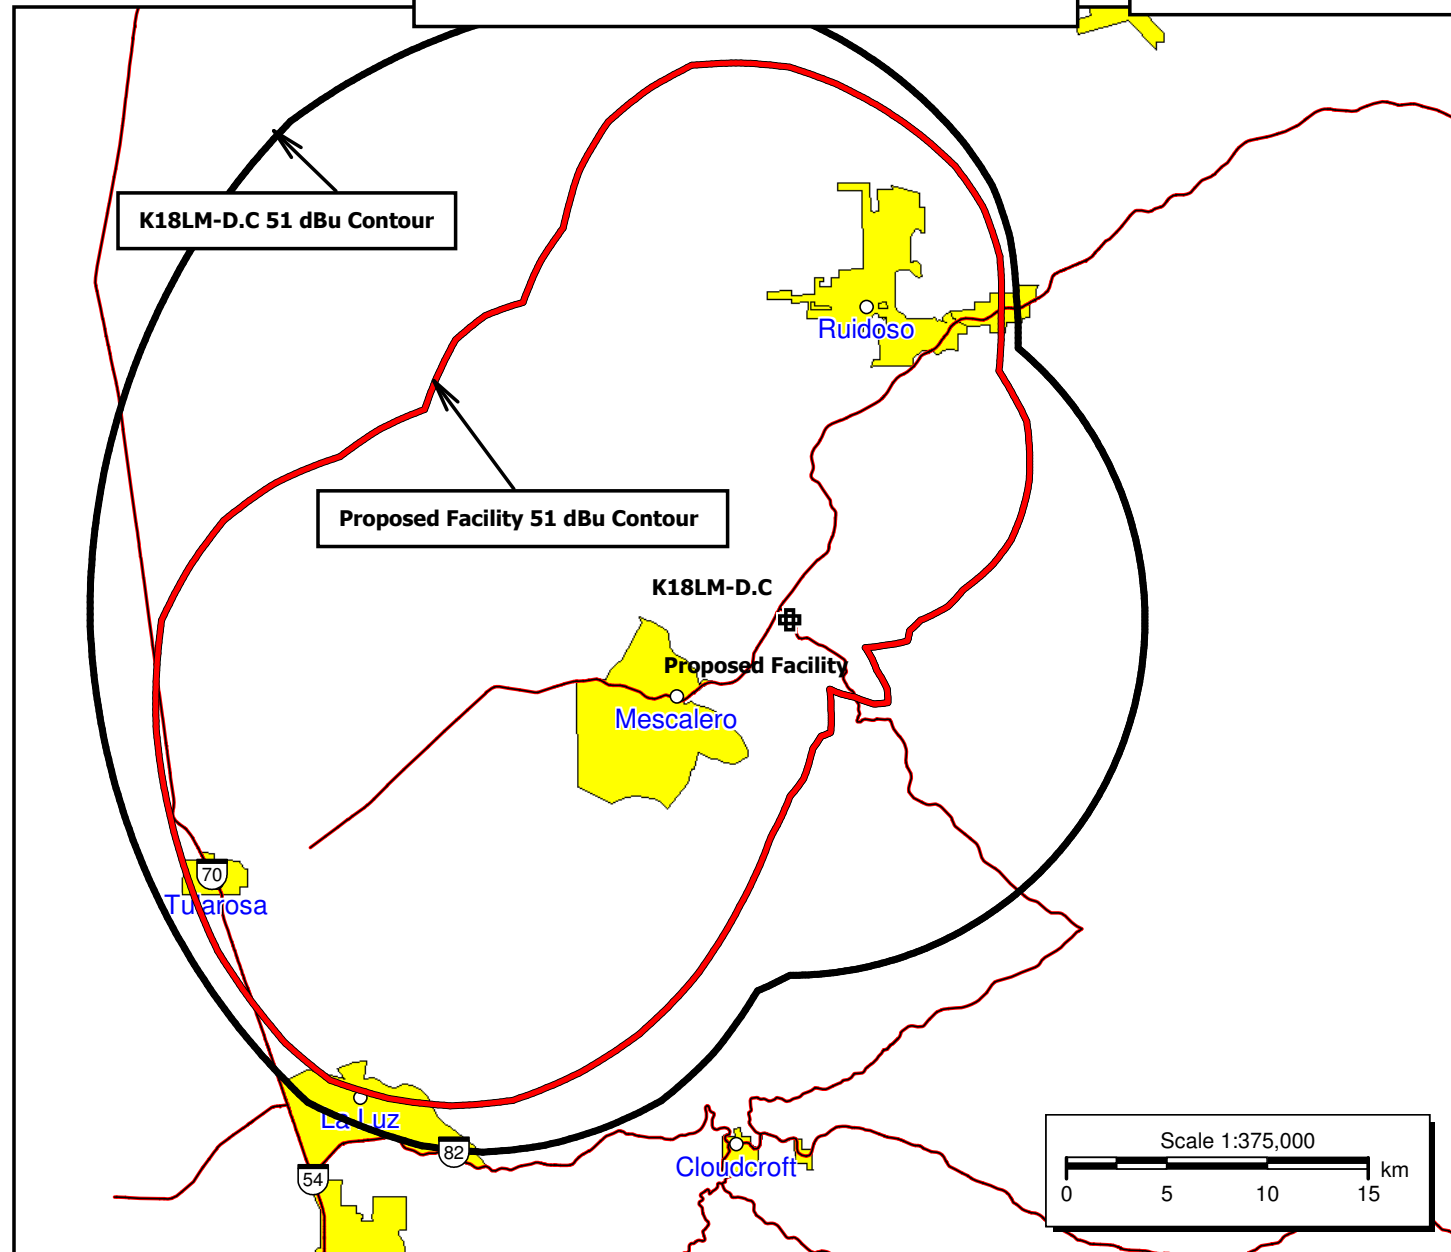 K18LM-D.C 51 dBu Contour
Ruidoso
Proposed Facility 51 dBu Contour
K18LM-D.C
Proposed Facility
Mescalero
70
Tularosa
La Luz
82
54
Cloudcroft
Scale 1:375,000
km
0 5 10 15